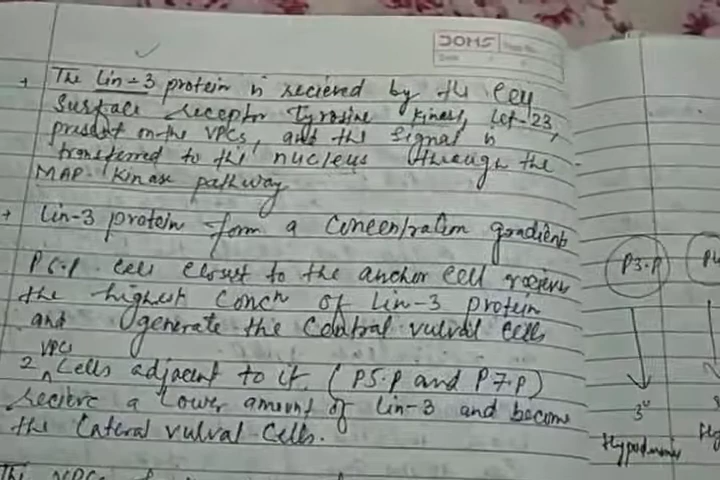 DOMS
The Lin-3 protein is recieved by the cell
surface receptor Tyrosine kinase, Let-23,
present on the VPCs, and the signal is
transferred to the nucleus through the
MAP kinase pathway
+ Lin-3 protein form a concentration gradient
P6.P cell closest to the anchor cell recieves
the highest concn of Lin-3 protein
and generate the central vulval cells
2 VPCs cells adjacent to it. (P5.P and P7.P)
recieve a lower amount of Lin-3 and become
the lateral vulval cells.
P3.P
3°
Hypodermis